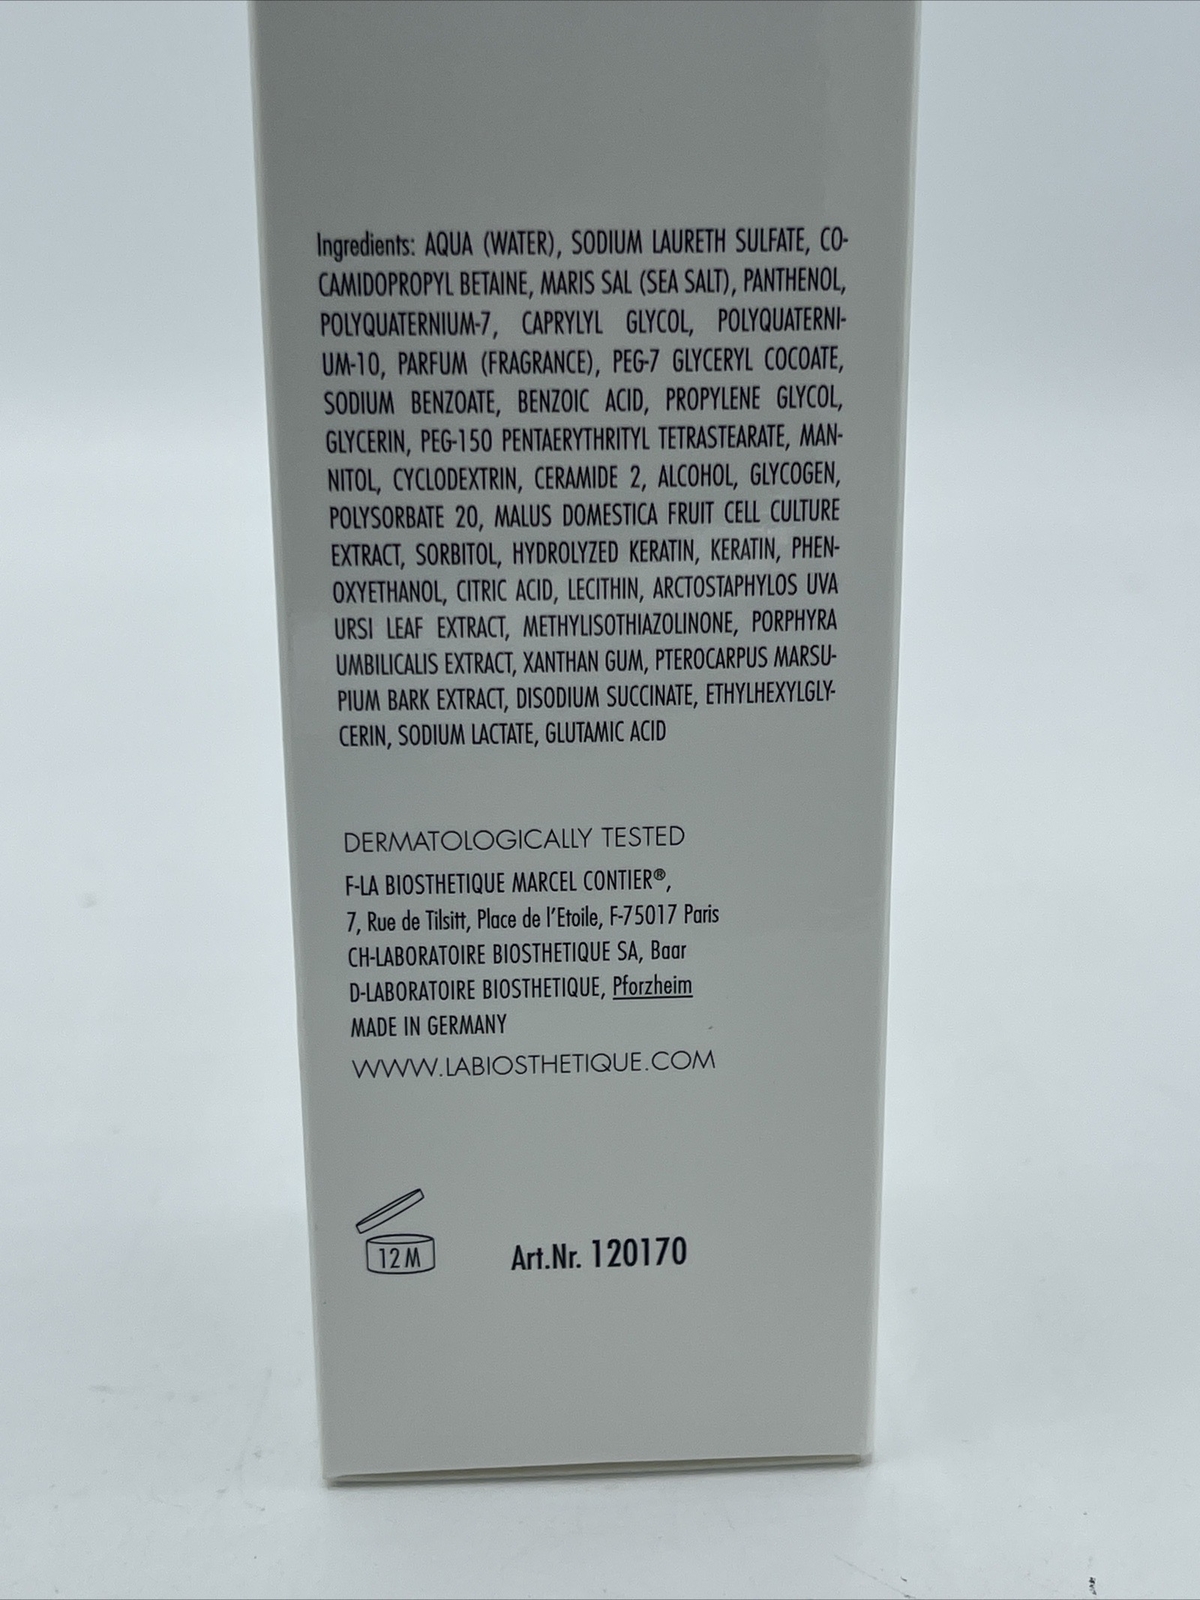 Ingredients: AQUA (WATER), SODIUM LAURETH SULFATE, CO-
CAMIDOPROPYL BETAINE, MARIS SAL (SEA SALT), PANTHENOL,
POLYQUATERNIUM-7, CAPRYLYL GLYCOL, POLYQUATERNI-
UM-10, PARFUM (FRAGRANCE), PEG-7 GLYCERYL COCOATE,
SODIUM BENZOATE, BENZOIC ACID, PROPYLENE GLYCOL,
GLYCERIN, PEG-150 PENTAERYTHRITYL TETRASTEARATE, MAN-
NITOL, CYCLODEXTRIN, CERAMIDE 2, ALCOHOL, GLYCOGEN,
POLYSORBATE 20, MALUS DOMESTICA FRUIT CELL CULTURE
EXTRACT, SORBITOL, HYDROLYZED KERATIN, KERATIN, PHEN-
OXYETHANOL, CITRIC ACID, LECITHIN, ARCTOSTAPHYLOS UVA
URSI LEAF EXTRACT, METHYLISOTHIAZOLINONE, PORPHYRA
UMBILICALIS EXTRACT, XANTHAN GUM, PTEROCARPUS MARSU-
PIUM BARK EXTRACT, DISODIUM SUCCINATE, ETHYLHEXYLGLY-
CERIN, SODIUM LACTATE, GLUTAMIC ACID
DERMATOLOGICALLY TESTED
F-LA BIOSTHETIQUE MARCEL CONTIER®,
7, Rue de Tilsitt, Place de l'Etoile, F-75017 Paris
CH-LABORATOIRE BIOSTHETIQUE SA, Baar
D-LABORATOIRE BIOSTHETIQUE, Pforzheim
MADE IN GERMANY
WWW.LABIOSTHETIQUE.COM
12 M
Art.Nr. 120170